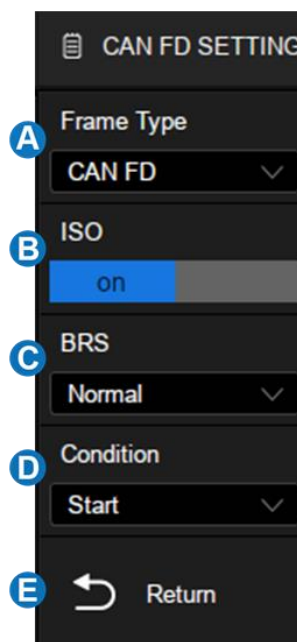 CAN FD SETTING
A
Frame Type
CAN FD
B
ISO
on
C
BRS
Normal
D
Condition
Start
E
Return